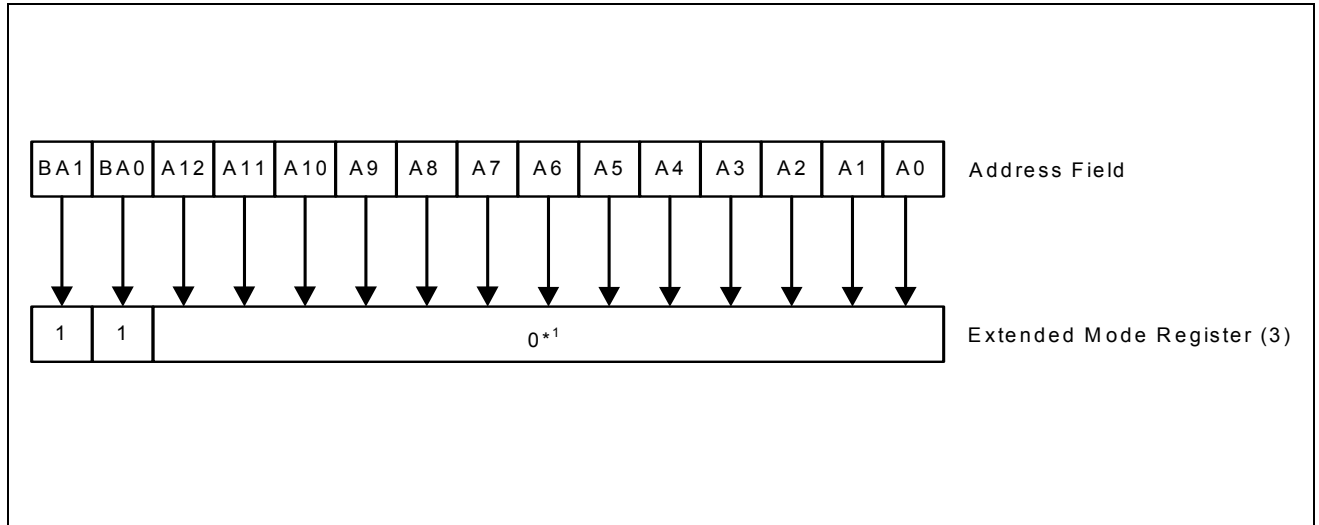 BA1 BA0 A12 A11 A10 A9 A8 A7 A6 A5 A4 A3 A2 A1 A0 Address Field
1 1 0*1 Extended Mode Register (3)